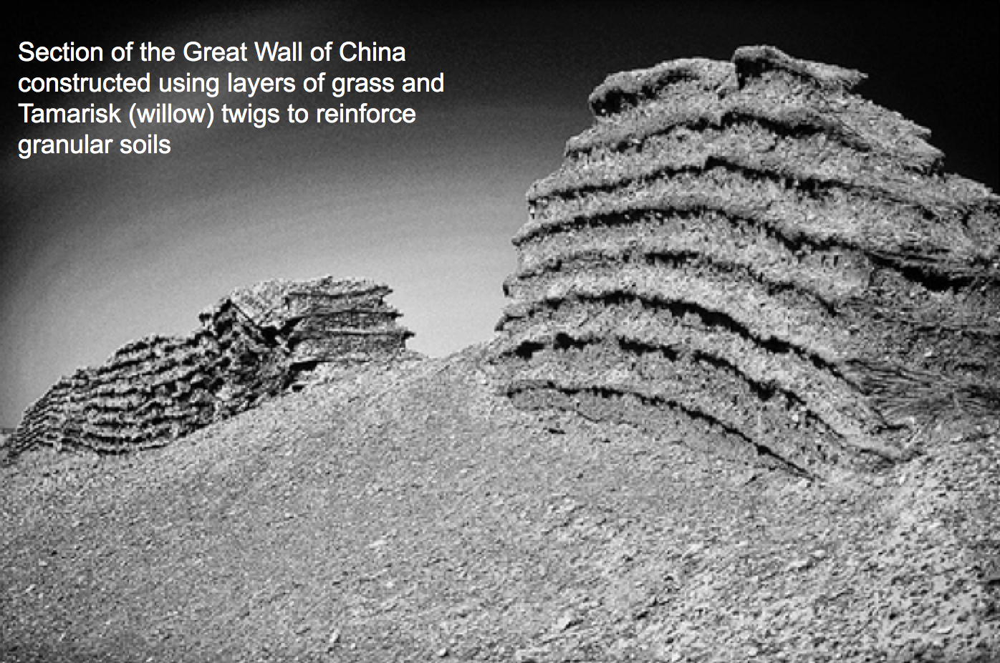 Section of the Great Wall of China
constructed using layers of grass and
Tamarisk (willow) twigs to reinforce
granular soils